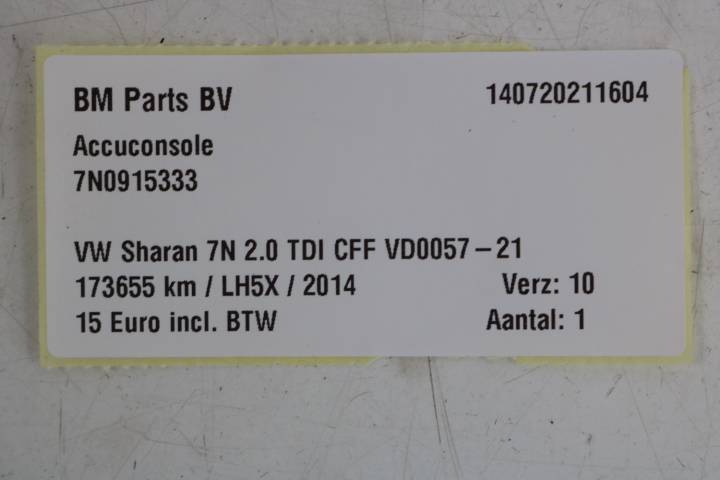 BM Parts BV 140720211604
Accuconsole
7N0915333
VW Sharan 7N 2.0 TDI CFF VD0057-21
173655 km / LH5X / 2014 Verz: 10
15 Euro incl. BTW Aantal: 1